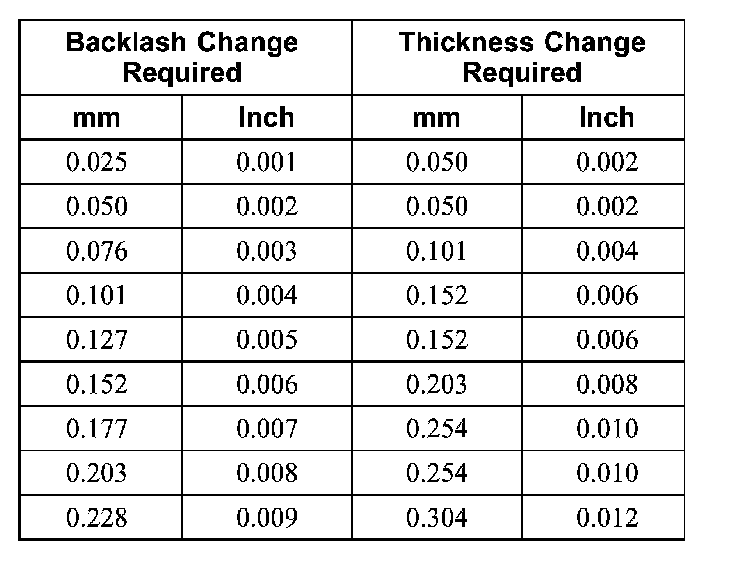 Backlash Change Thickness Change
Required Required
mm Inch mm Inch
0.025 0.001 0.050 0.002
0.050 0.002 0.050 0.002
0.076 0.003 0.101 0.004
0.101 0.004 0.152 0.006
0.127 0.005 0.152 0.006
0.152 0.006 0.203 0.008
0.177 0.007 0.254 0.010
0.203 0.008 0.254 0.010
0.228 0.009 0.304 0.012